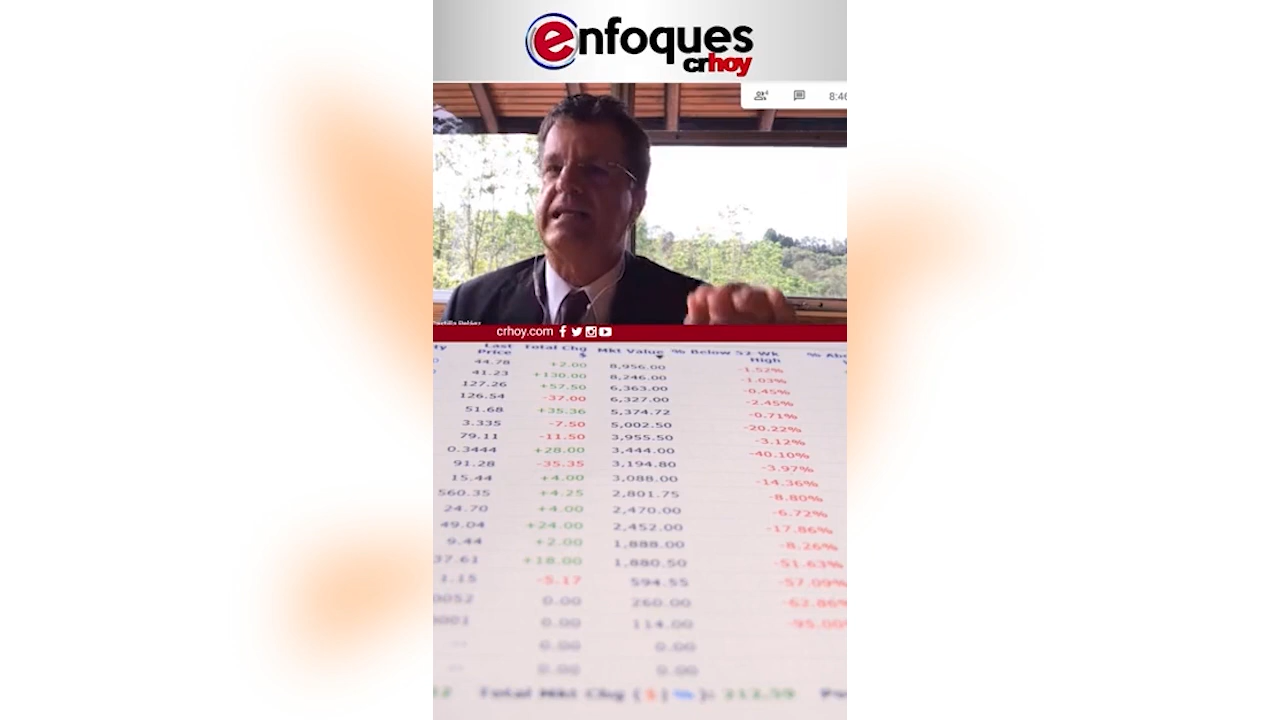 enfoques
crhoy
8:46
crhoy.com
Last Total Chg Mkt Value % Below 52-Wk
Price $ High
44.78 +2.00 8,956.00 -1.52%
41.23 +130.00 8,246.00 -1.03%
127.26 +57.50 6,363.00 -0.45%
126.54 -37.00 6,327.00 -2.45%
51.68 +35.36 5,374.72 -0.71%
3.335 -7.50 5,002.50 -20.22%
79.11 -11.50 3,955.50 -3.12%
0.3444 +28.00 3,444.00 -40.10%
91.28 -35.35 3,194.80 -3.97%
15.44 +4.00 3,088.00 -14.36%
560.35 +4.25 2,801.75 -8.80%
24.70 +4.00 2,470.00 -6.72%
49.04 +24.00 2,452.00 -17.86%
9.44 +2.00 1,888.00 -8.26%
37.61 +18.00 1,880.50 -51.63%
1.15 -5.17 594.55 -57.09%
0.00 260.00 -62.86%
0.00 114.00 -95.00%
0.00 0.00
0.00 0.00
Total Mkt Chg ( $ | % ): 212.59